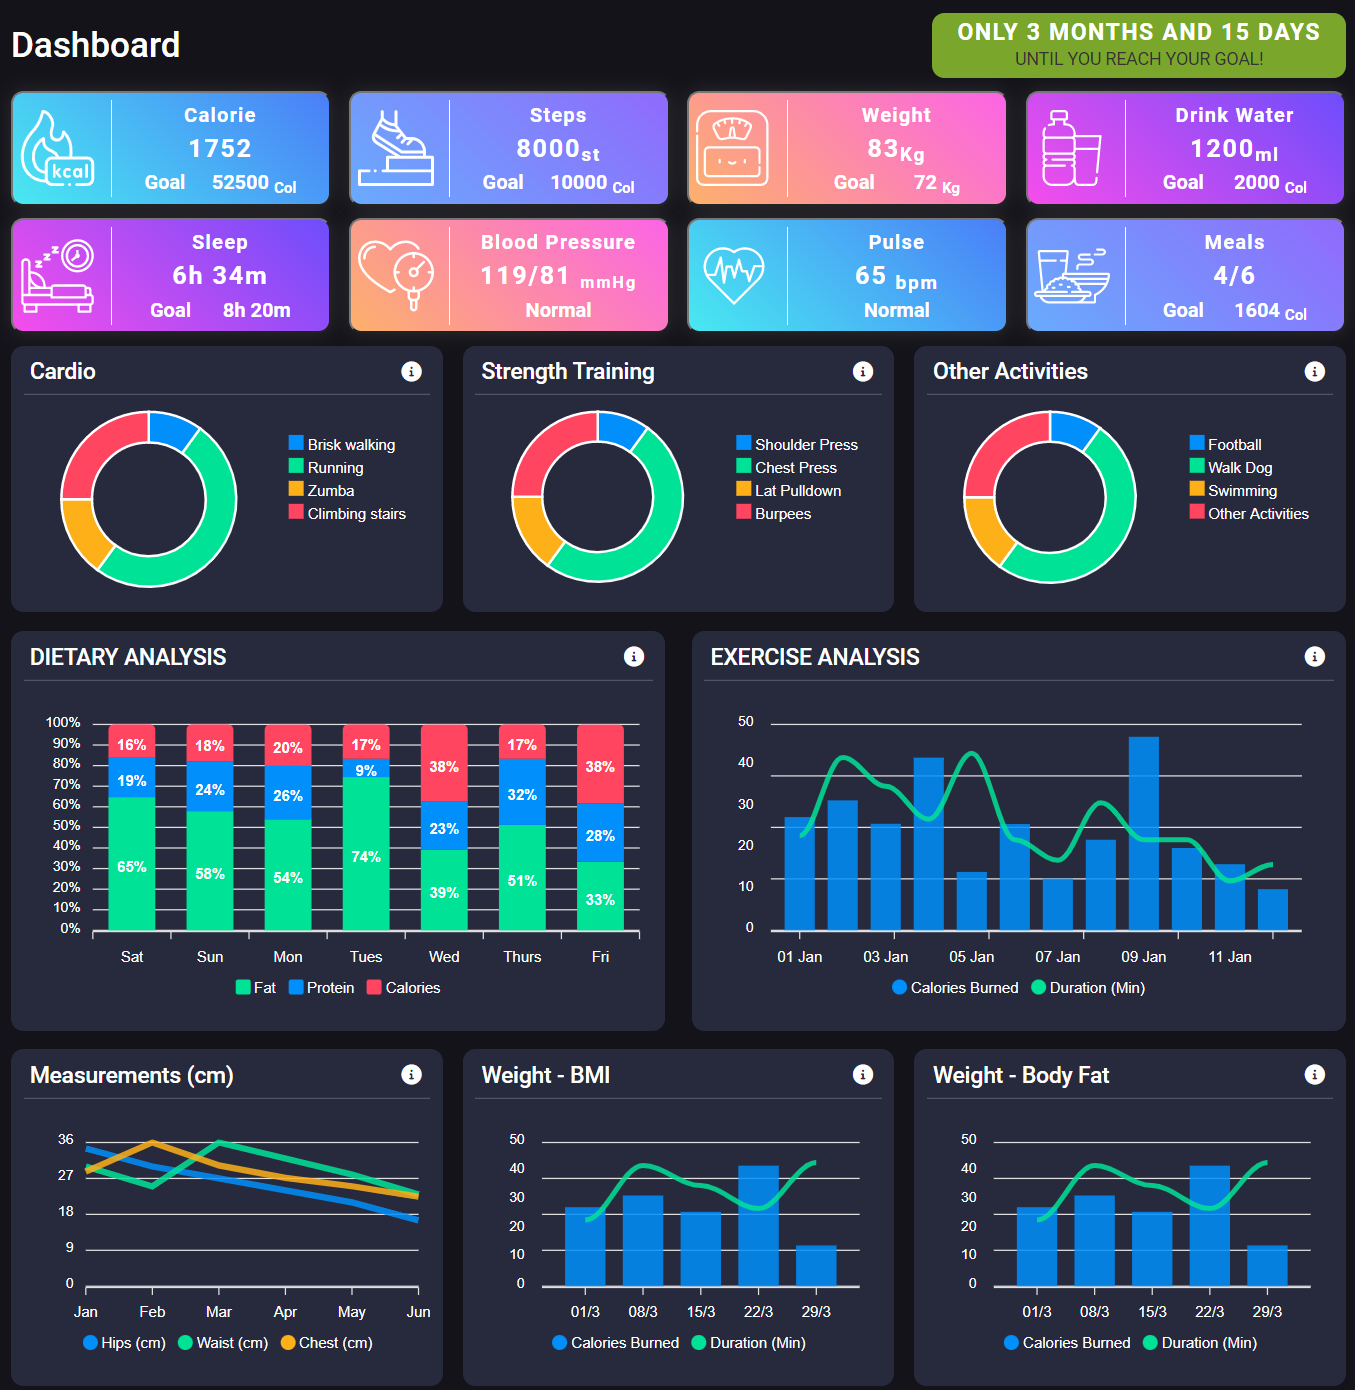 Dashboard
ONLY 3 MONTHS AND 15 DAYS
UNTIL YOU REACH YOUR GOAL!
kcal
Calorie
1752
Goal 52500 Col
Steps
8000st
Goal 10000 Col
Weight
83Kg
Goal 72 Kg
Drink Water
1200ml
Goal 2000 Col
z z z
Sleep
6h 34m
Goal 8h 20m
Blood Pressure
119/81 mmHg
Normal
Pulse
65 bpm
Normal
Meals
4/6
Goal 1604 Col
Cardio
Brisk walking
Running
Zumba
Climbing stairs
Strength Training
Shoulder Press
Chest Press
Lat Pulldown
Burpees
Other Activities
Football
Walk Dog
Swimming
Other Activities
DIETARY ANALYSIS
100%
90%
80%
70%
60%
50%
40%
30%
20%
10%
0%
16% 18% 20% 17% 38% 17% 38%
19% 24% 26% 9% 23% 32% 28%
65% 58% 54% 74% 39% 51% 33%
Sat Sun Mon Tues Wed Thurs Fri
Fat Protein Calories
EXERCISE ANALYSIS
50
40
30
20
10
0
01 Jan 03 Jan 05 Jan 07 Jan 09 Jan 11 Jan
Calories Burned Duration (Min)
Measurements (cm)
36
27
18
9
0
Jan Feb Mar Apr May Jun
Hips (cm) Waist (cm) Chest (cm)
Weight - BMI
50
40
30
20
10
0
01/3 08/3 15/3 22/3 29/3
Calories Burned Duration (Min)
Weight - Body Fat
50
40
30
20
10
0
01/3 08/3 15/3 22/3 29/3
Calories Burned Duration (Min)